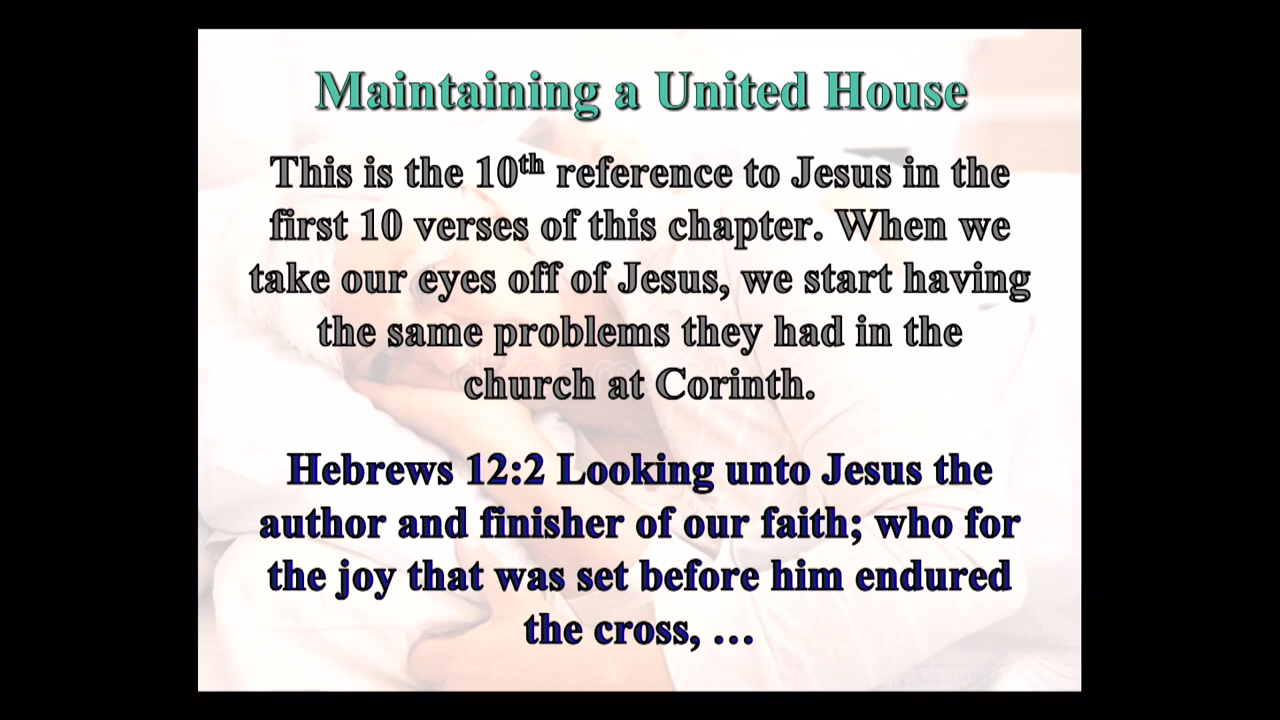 Maintaining a United House
This is the 10th reference to Jesus in the
first 10 verses of this chapter. When we
take our eyes off of Jesus, we start having
the same problems they had in the
church at Corinth.
Hebrews 12:2 Looking unto Jesus the
author and finisher of our faith; who for
the joy that was set before him endured
the cross, …